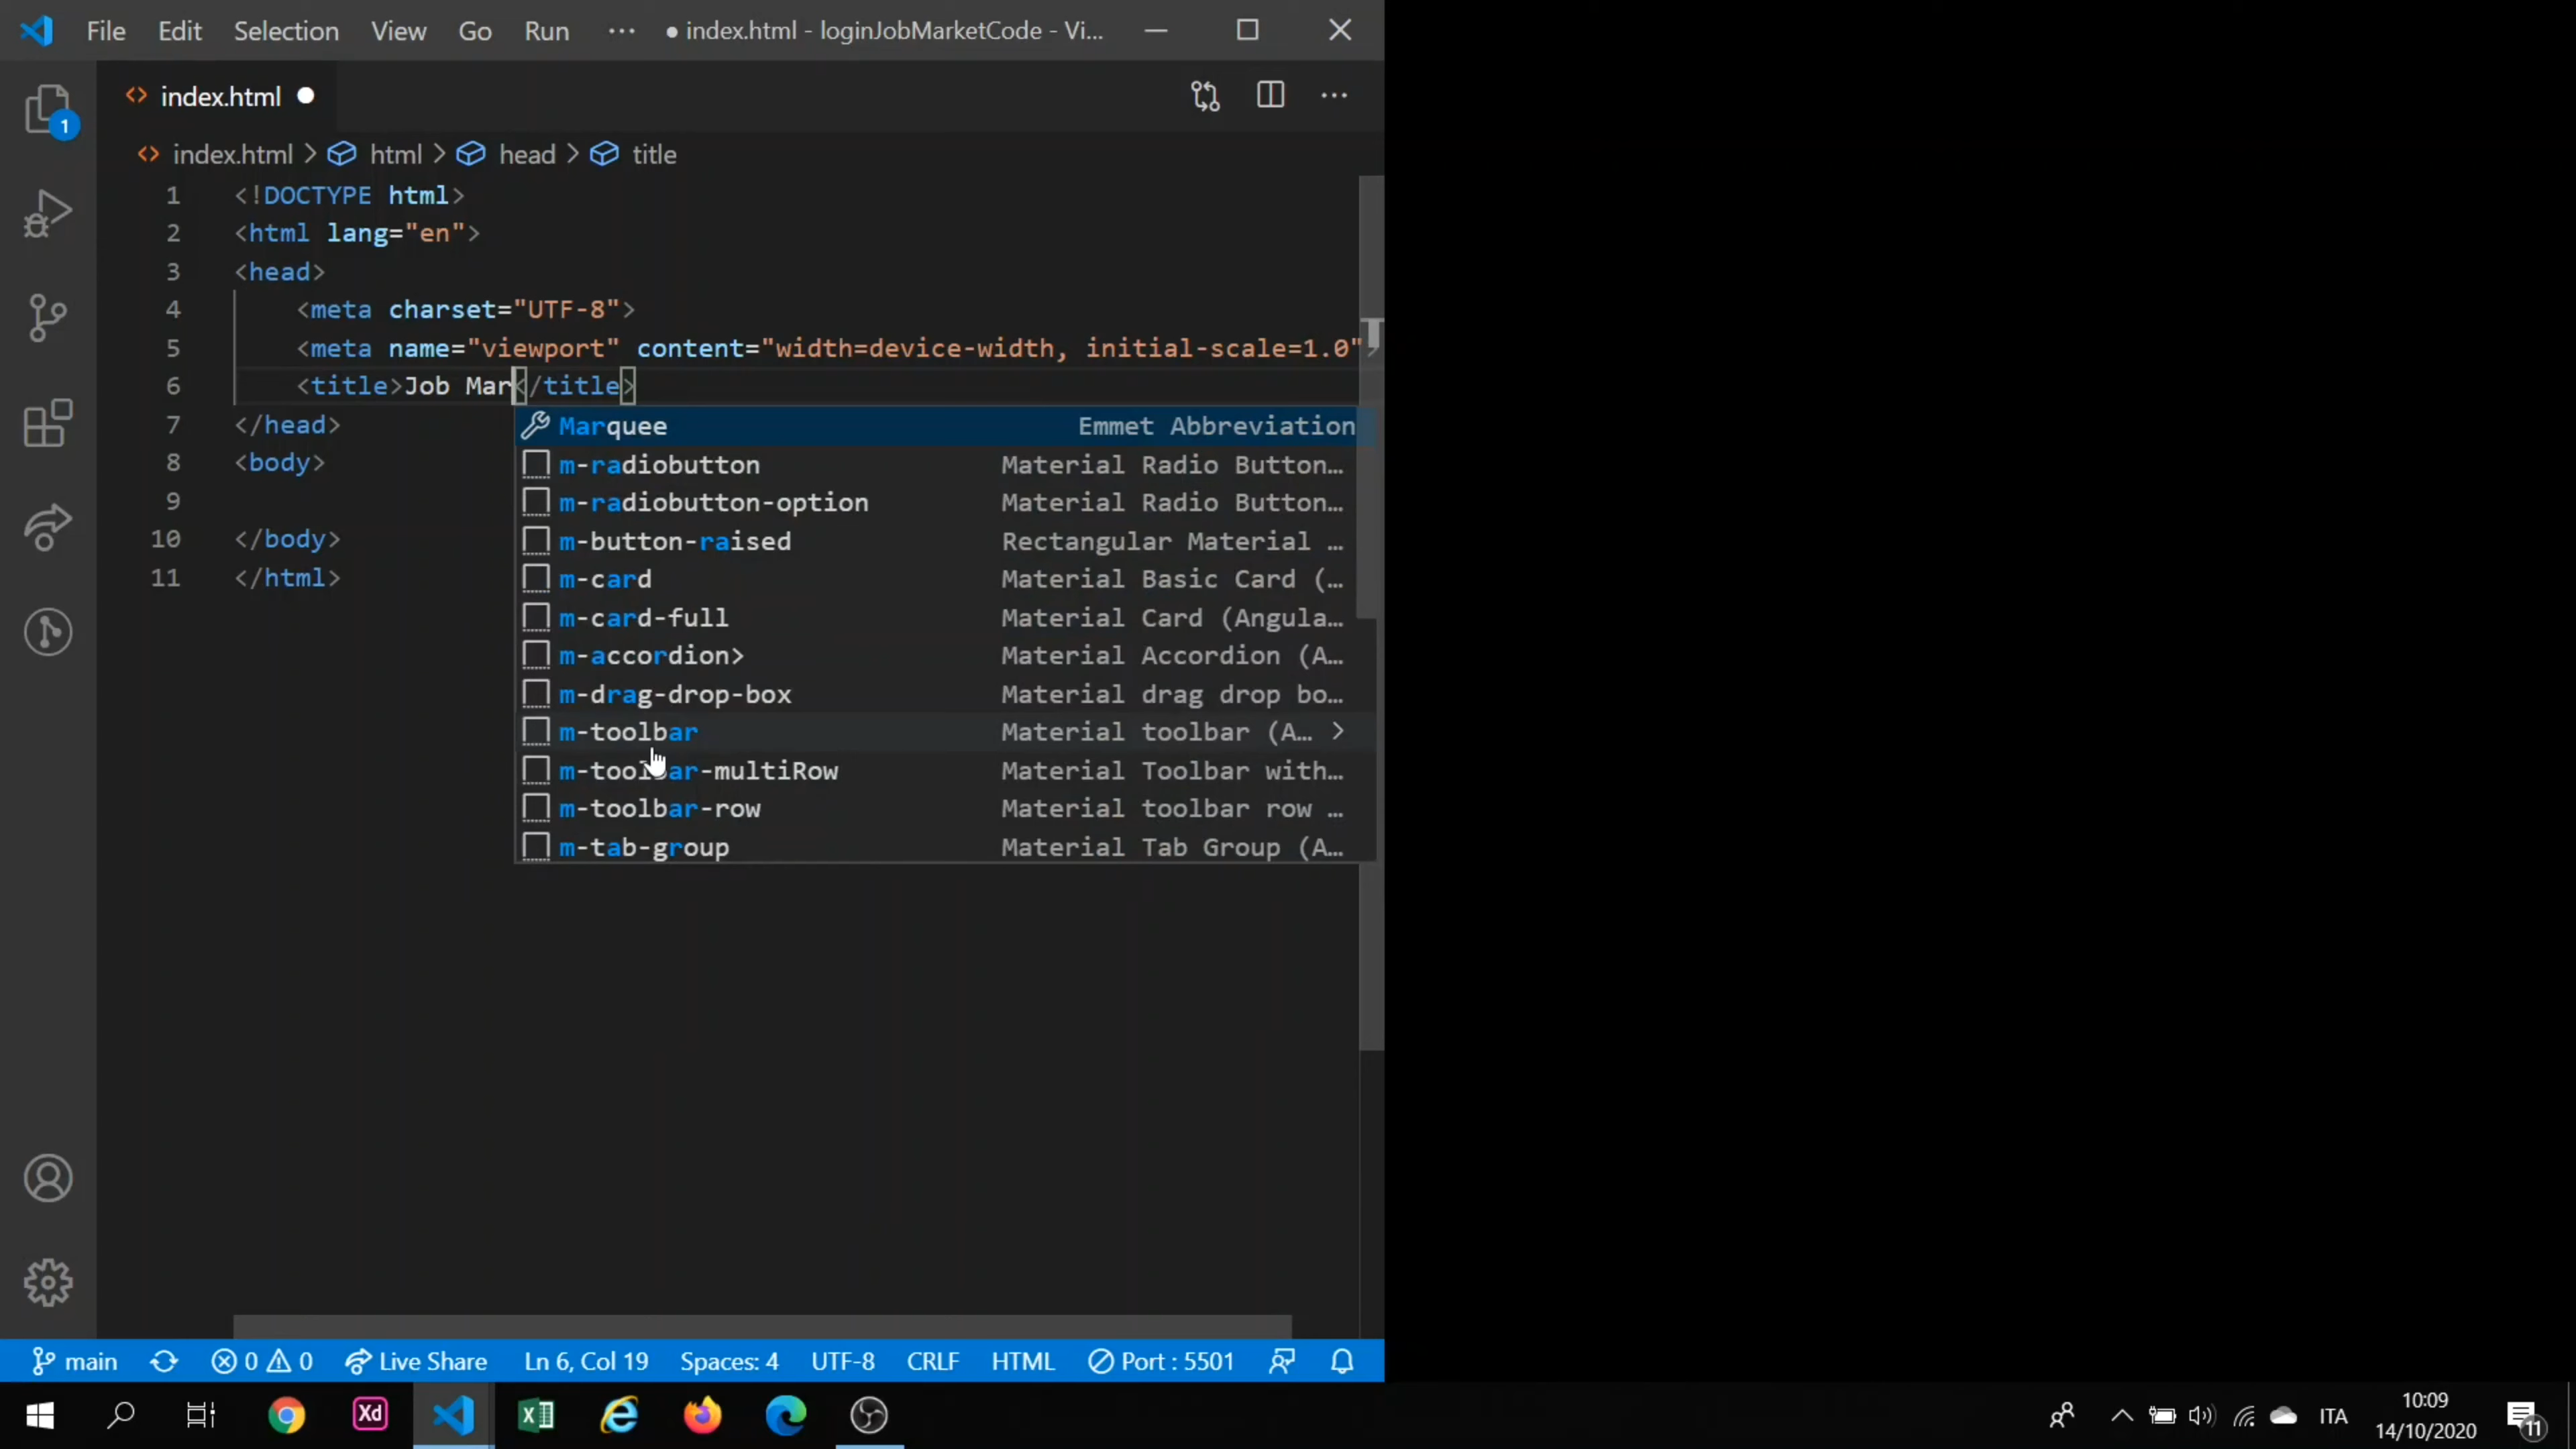 File Edit Selection View Go Run ··· ● index.html - loginJobMarketCode - Vi...
<> index.html ●
<> index.html > html > head > title
1
1 <!DOCTYPE html>
2 <html lang="en">
3 <head>
4 <meta charset="UTF-8">
5 <meta name="viewport" content="width=device-width, initial-scale=1.0">
6 <title>Job Mar</title>
7 </head>
8 <body>
9
10 </body>
11 </html>
Marquee Emmet Abbreviation
m-radiobutton Material Radio Button…
m-radiobutton-option Material Radio Button…
m-button-raised Rectangular Material …
m-card Material Basic Card (…
m-card-full Material Card (Angula…
m-accordion> Material Accordion (A…
m-drag-drop-box Material drag drop bo…
m-toolbar Material toolbar (A… >
m-toolbar-multiRow Material Toolbar with…
m-toolbar-row Material toolbar row …
m-tab-group Material Tab Group (A…
main 0 0 Live Share Ln 6, Col 19 Spaces: 4 UTF-8 CRLF HTML Port : 5501
Xd ITA 10:09
14/10/2020 11